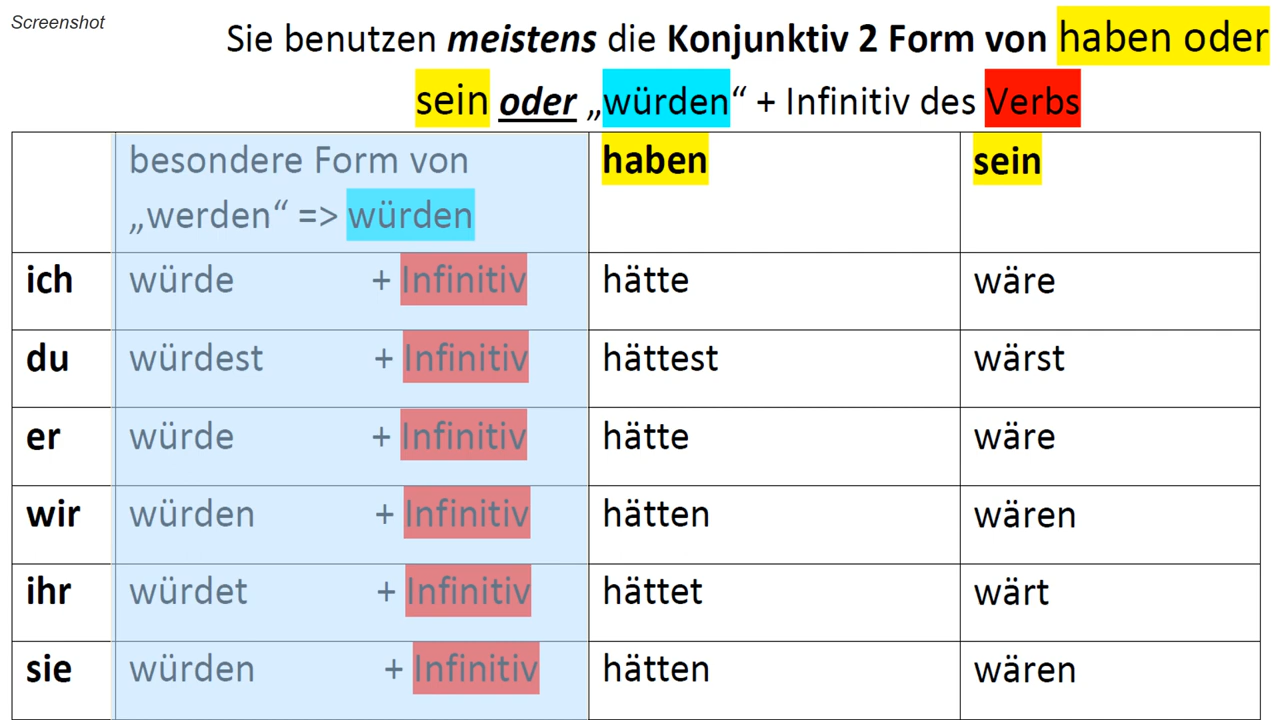 Screenshot
Sie benutzen meistens die Konjunktiv 2 Form von haben oder
sein oder „würden“ + Infinitiv des Verbs
besondere Form von haben sein
„werden“ => würden
ich würde + Infinitiv hätte wäre
du würdest + Infinitiv hättest wärst
er würde + Infinitiv hätte wäre
wir würden + Infinitiv hätten wären
ihr würdet + Infinitiv hättet wärt
sie würden + Infinitiv hätten wären